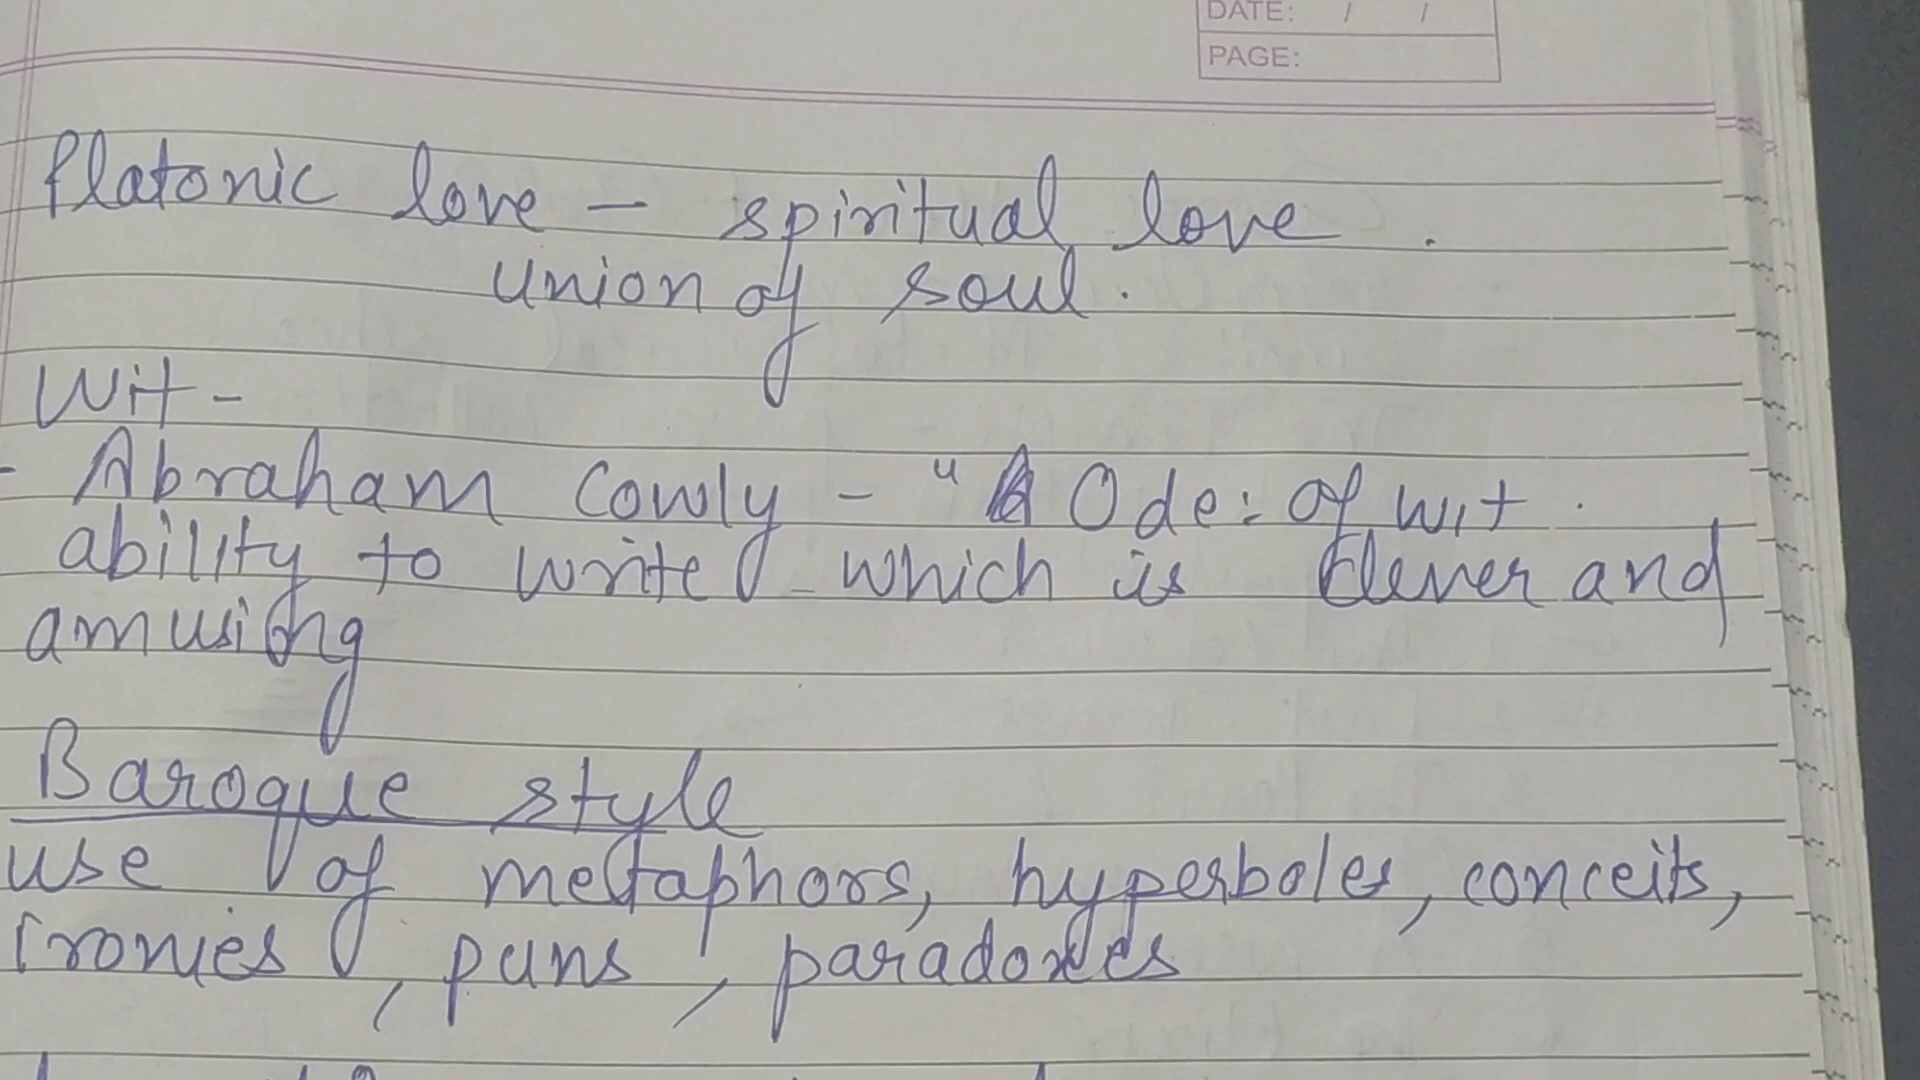 DATE: / /
PAGE:
Platonic love - spiritual love.
union of soul.
Wit -
- Abraham Cowly - " Ode: of wit.
ability to write which is clever and
amusing
Baroque style
use of metaphors, hyperboles, conceits,
Ironies, puns, paradoxes